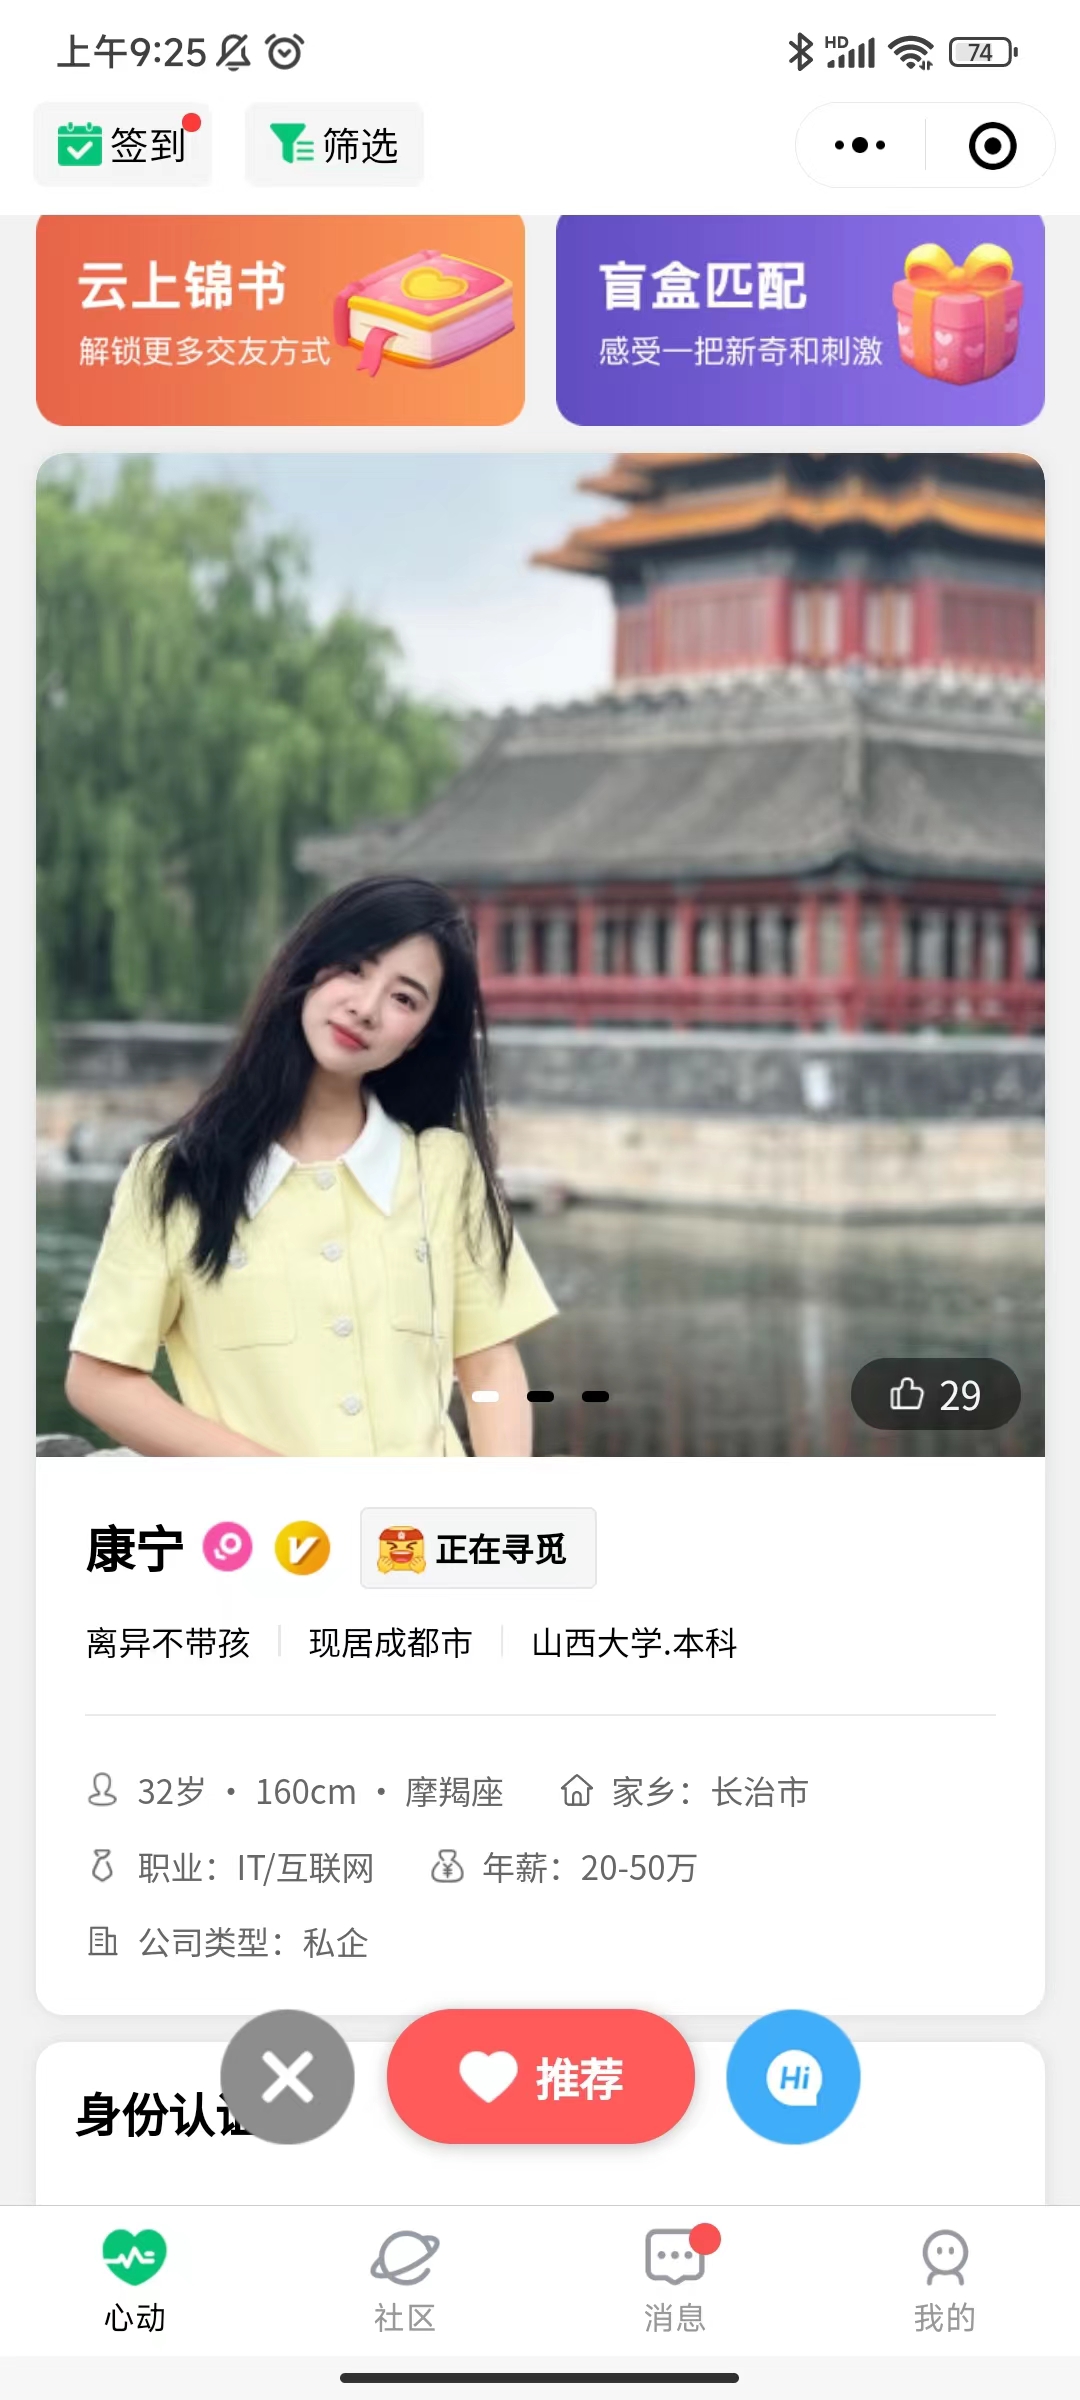 上午9:25
HD
74
签到
筛选
云上锦书
解锁更多交友方式
盲盒匹配
感受一把新奇和刺激
29
康宁
正在寻觅
离异不带孩
现居成都市
山西大学.本科
32岁 · 160cm · 摩羯座
家乡：长治市
职业：IT/互联网
年薪：20-50万
公司类型：私企
推荐
Hi
身份认证
心动
社区
消息
我的